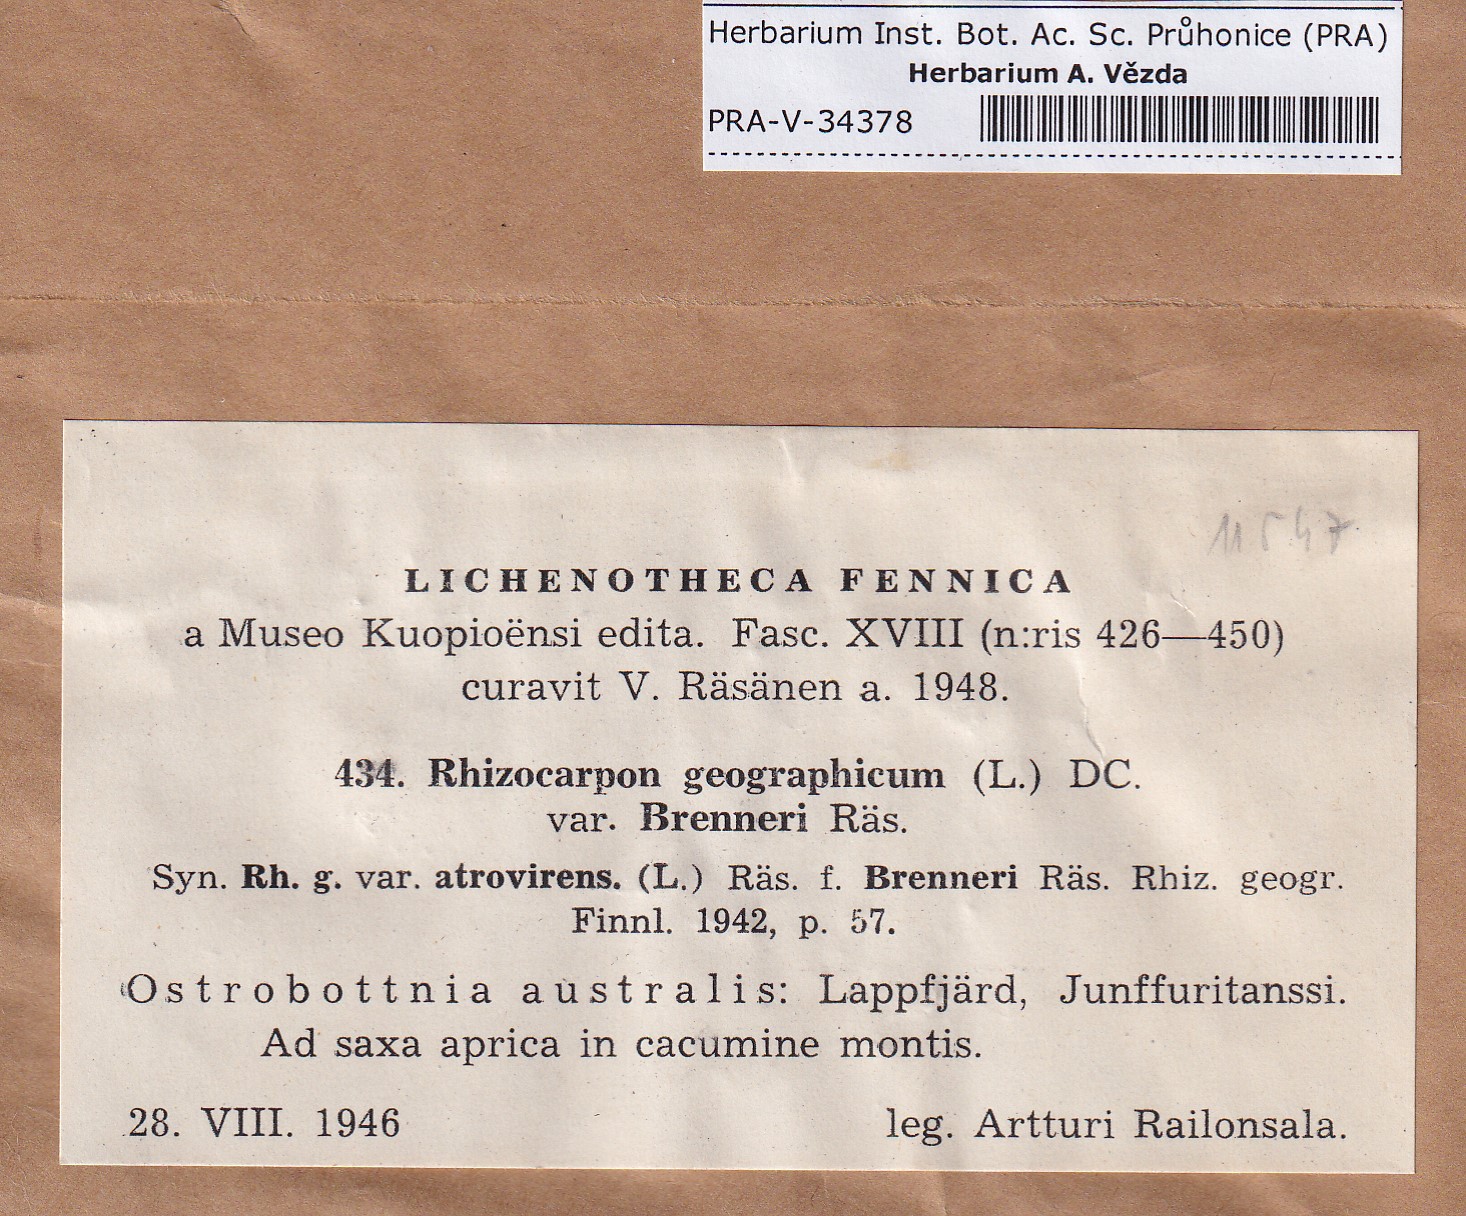 Herbarium Inst. Bot. Ac. Sc. Průhonice (PRA)
Herbarium A. Vězda
PRA-V-34378
11547
LICHENOTHECA FENNICA
a Museo Kuopioënsi edita. Fasc. XVIII (n:ris 426—450)
curavit V. Räsänen a. 1948.
434. Rhizocarpon geographicum (L.) DC.
var. Brenneri Räs.
Syn. Rh. g. var. atrovirens. (L.) Räs. f. Brenneri Räs. Rhiz. geogr.
Finnl. 1942, p. 57.
Ostrobottnia australis: Lappfjärd, Junffuritanssi.
Ad saxa aprica in cacumine montis.
28. VIII. 1946 leg. Artturi Railonsala.